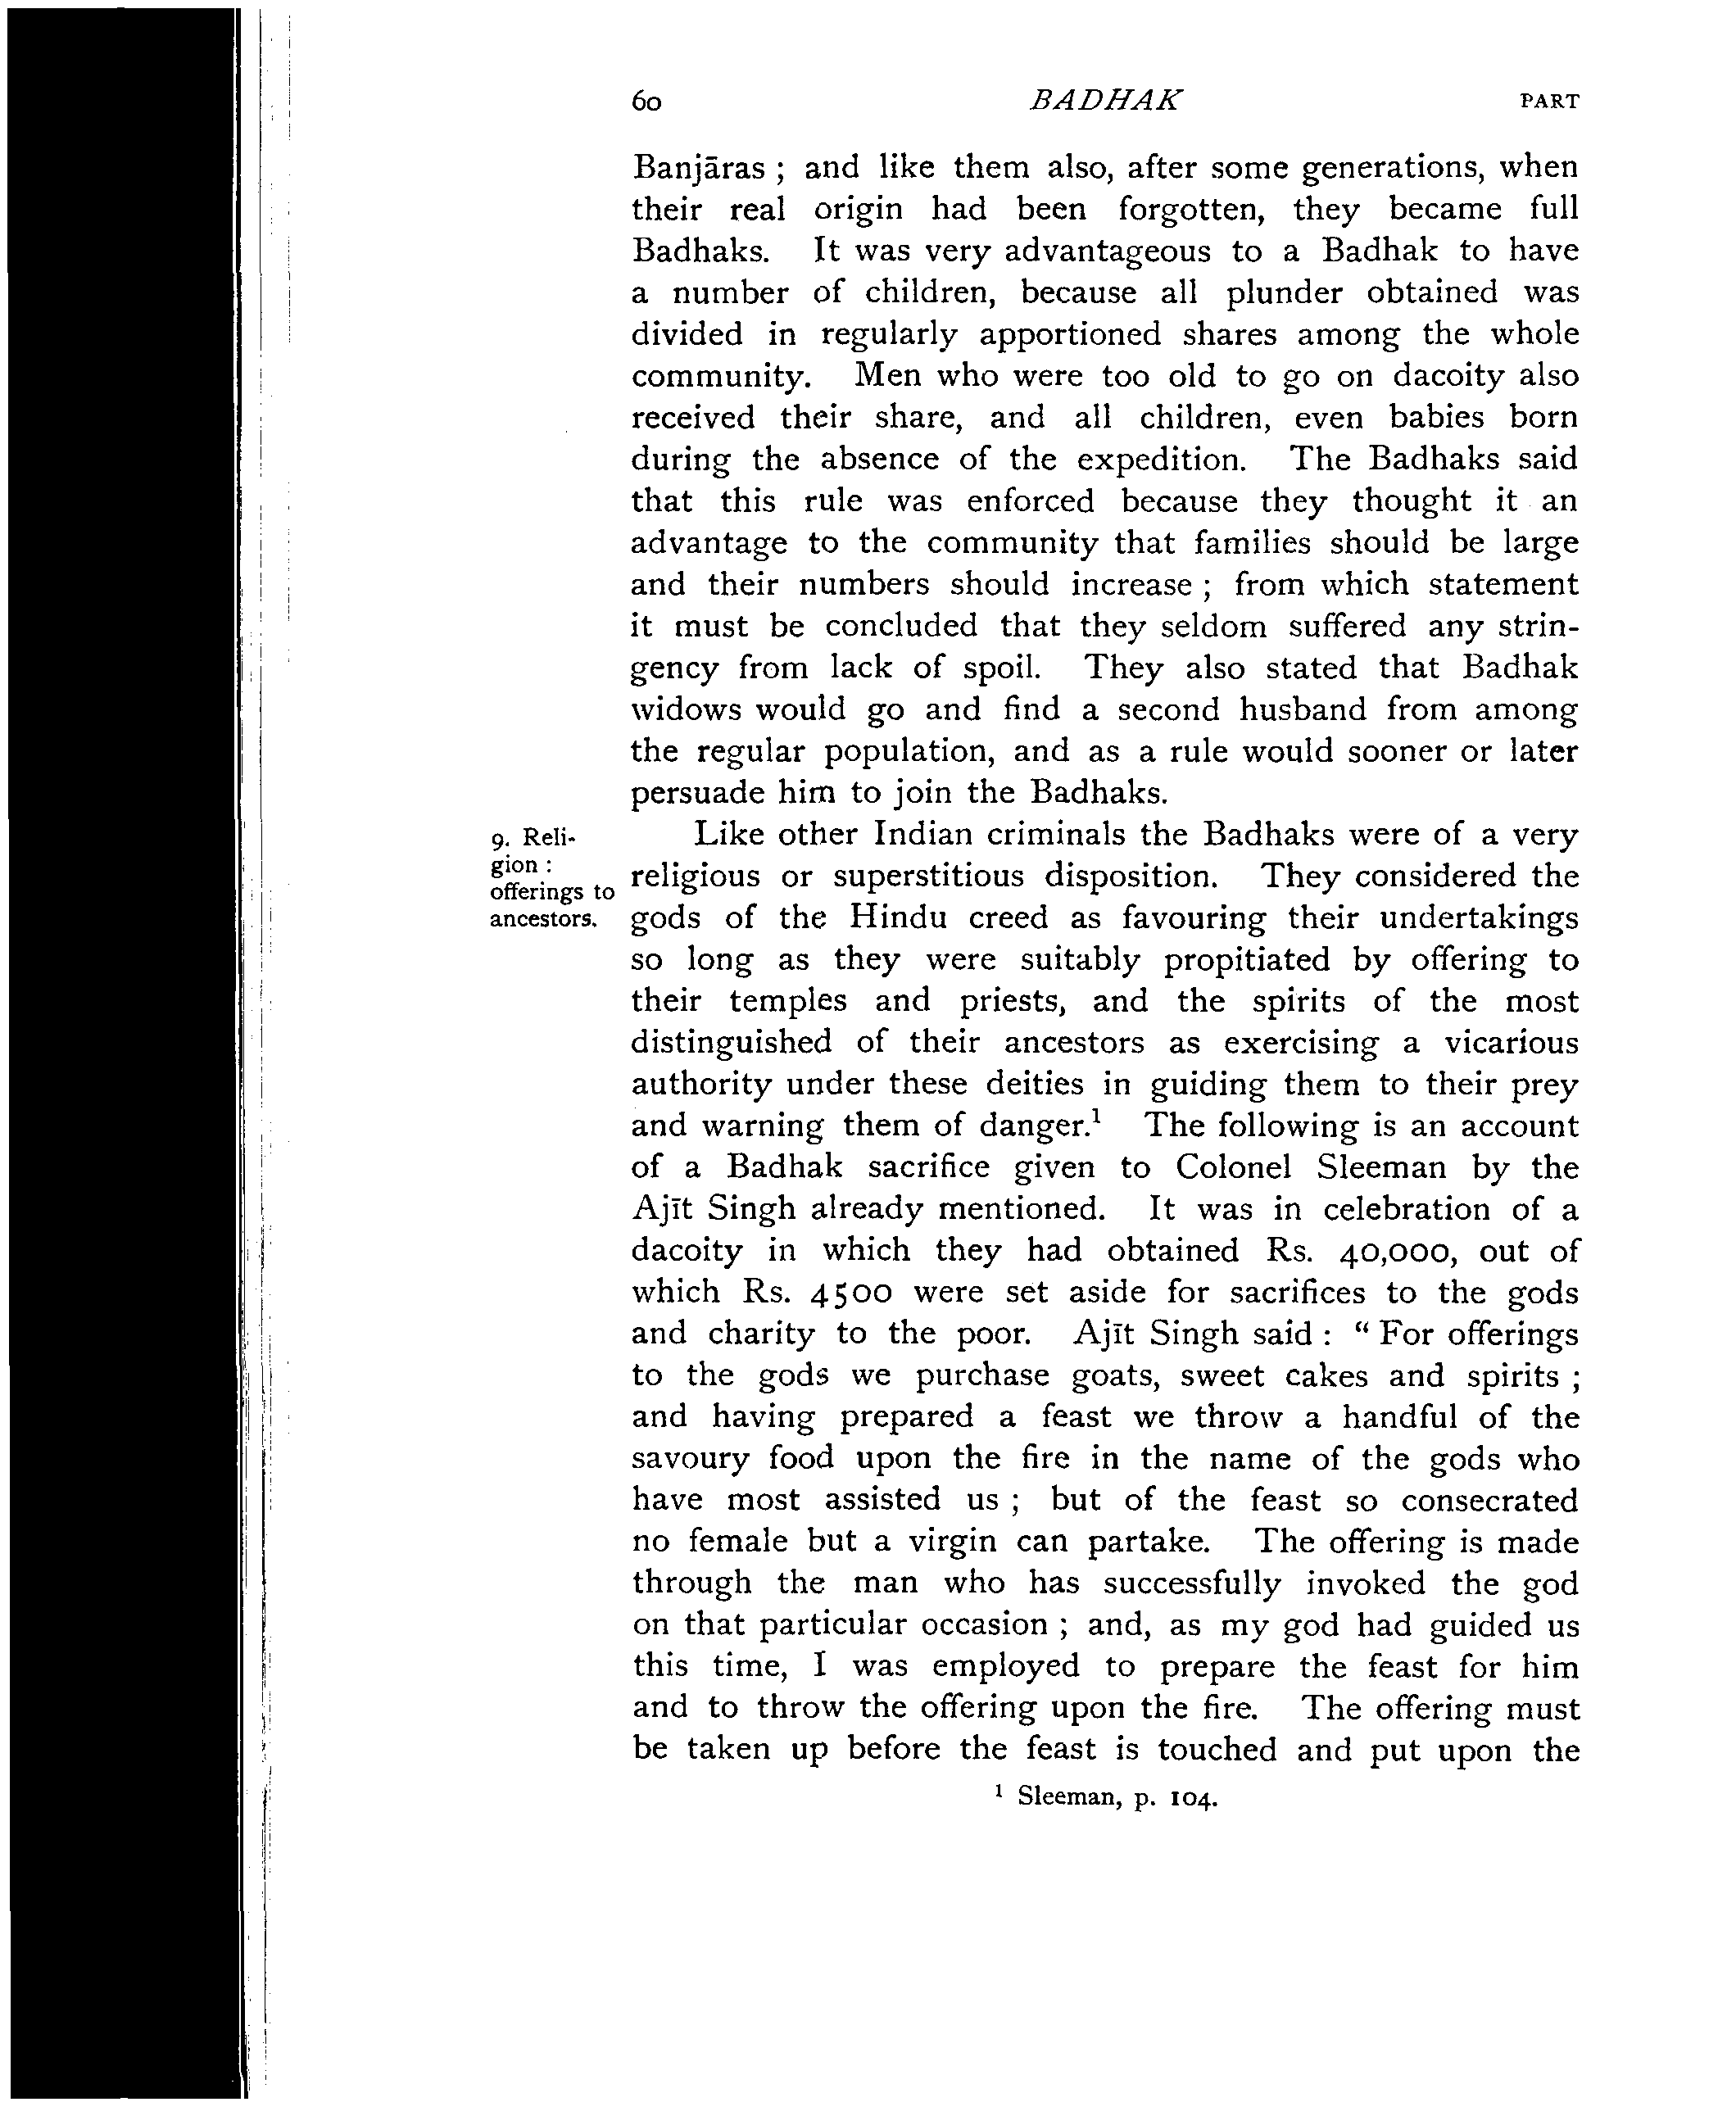 60 BADHAK PART
Banjāras ; and like them also, after some generations, when
their real origin had been forgotten, they became full
Badhaks. It was very advantageous to a Badhak to have
a number of children, because all plunder obtained was
divided in regularly apportioned shares among the whole
community. Men who were too old to go on dacoity also
received their share, and all children, even babies born
during the absence of the expedition. The Badhaks said
that this rule was enforced because they thought it an
advantage to the community that families should be large
and their numbers should increase ; from which statement
it must be concluded that they seldom suffered any strin-
gency from lack of spoil. They also stated that Badhak
widows would go and find a second husband from among
the regular population, and as a rule would sooner or later
persuade him to join the Badhaks.
9. Reli-
gion :
offerings to
ancestors.
Like other Indian criminals the Badhaks were of a very
religious or superstitious disposition. They considered the
gods of the Hindu creed as favouring their undertakings
so long as they were suitably propitiated by offering to
their temples and priests, and the spirits of the most
distinguished of their ancestors as exercising a vicarious
authority under these deities in guiding them to their prey
and warning them of danger.¹ The following is an account
of a Badhak sacrifice given to Colonel Sleeman by the
Ajīt Singh already mentioned. It was in celebration of a
dacoity in which they had obtained Rs. 40,000, out of
which Rs. 4500 were set aside for sacrifices to the gods
and charity to the poor. Ajīt Singh said : “ For offerings
to the gods we purchase goats, sweet cakes and spirits ;
and having prepared a feast we throw a handful of the
savoury food upon the fire in the name of the gods who
have most assisted us ; but of the feast so consecrated
no female but a virgin can partake. The offering is made
through the man who has successfully invoked the god
on that particular occasion ; and, as my god had guided us
this time, I was employed to prepare the feast for him
and to throw the offering upon the fire. The offering must
be taken up before the feast is touched and put upon the
¹ Sleeman, p. 104.